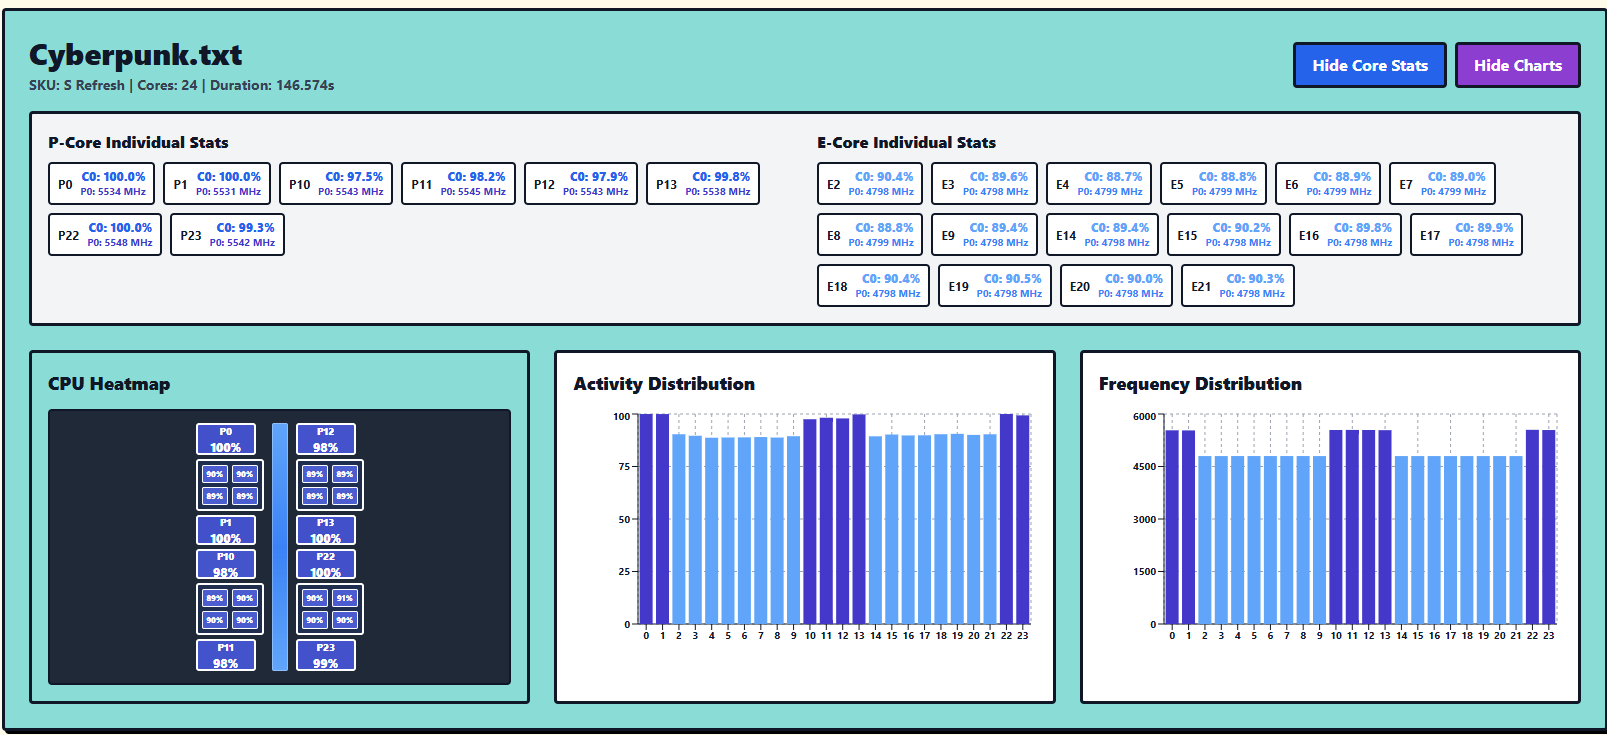 Cyberpunk.txt
SKU: S Refresh | Cores: 24 | Duration: 146.574s
Hide Core Stats
Hide Charts
P-Core Individual Stats
P0 C0: 100.0%
P0: 5534 MHz
P1 C0: 100.0%
P0: 5531 MHz
P10 C0: 97.5%
P0: 5543 MHz
P11 C0: 98.2%
P0: 5545 MHz
P12 C0: 97.9%
P0: 5543 MHz
P13 C0: 99.8%
P0: 5538 MHz
P22 C0: 100.0%
P0: 5548 MHz
P23 C0: 99.3%
P0: 5542 MHz
E-Core Individual Stats
E2 C0: 90.4%
P0: 4798 MHz
E3 C0: 89.6%
P0: 4798 MHz
E4 C0: 88.7%
P0: 4799 MHz
E5 C0: 88.8%
P0: 4799 MHz
E6 C0: 88.9%
P0: 4799 MHz
E7 C0: 89.0%
P0: 4799 MHz
E8 C0: 88.8%
P0: 4799 MHz
E9 C0: 89.4%
P0: 4798 MHz
E14 C0: 89.4%
P0: 4798 MHz
E15 C0: 90.2%
P0: 4798 MHz
E16 C0: 89.8%
P0: 4798 MHz
E17 C0: 89.9%
P0: 4798 MHz
E18 C0: 90.4%
P0: 4798 MHz
E19 C0: 90.5%
P0: 4798 MHz
E20 C0: 90.0%
P0: 4798 MHz
E21 C0: 90.3%
P0: 4798 MHz
CPU Heatmap
P0
100%
90% 90%
89% 89%
P1
100%
P10
98%
89% 90%
90% 90%
P11
98%
P12
98%
89% 89%
89% 89%
P13
100%
P22
100%
90% 91%
90% 90%
P23
99%
Activity Distribution
100
75
50
25
0
0 1 2 3 4 5 6 7 8 9 10 11 12 13 14 15 16 17 18 19 20 21 22 23
Frequency Distribution
6000
4500
3000
1500
0
0 1 2 3 4 5 6 7 8 9 10 11 12 13 14 15 16 17 18 19 20 21 22 23